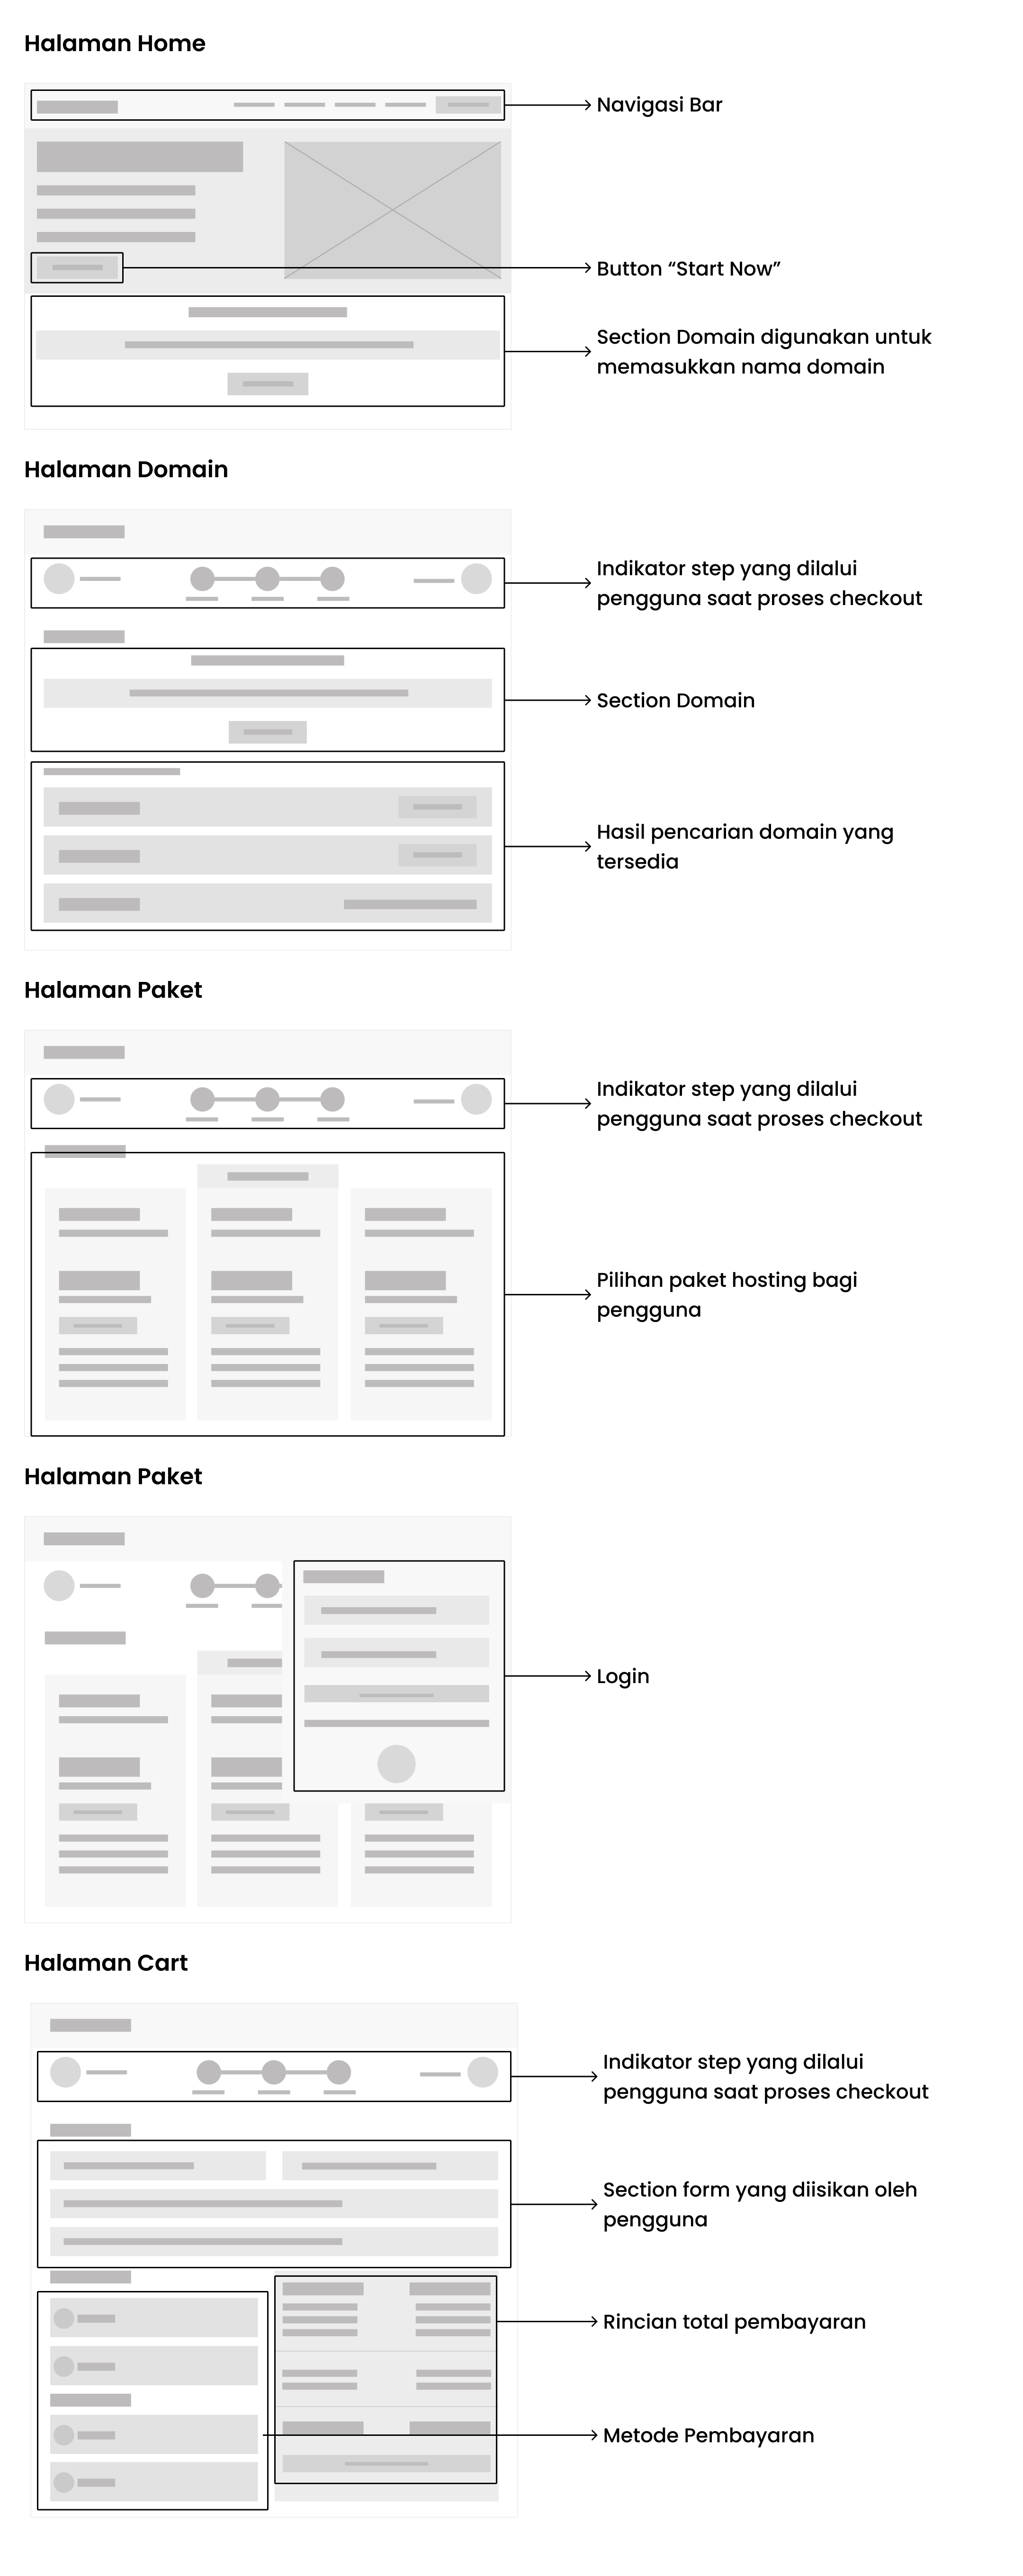 Halaman Home
Navigasi Bar
Button “Start Now”
Section Domain digunakan untuk
memasukkan nama domain
Halaman Domain
Indikator step yang dilalui
pengguna saat proses checkout
Section Domain
Hasil pencarian domain yang
tersedia
Halaman Paket
Indikator step yang dilalui
pengguna saat proses checkout
Pilihan paket hosting bagi
pengguna
Halaman Paket
Login
Halaman Cart
Indikator step yang dilalui
pengguna saat proses checkout
Section form yang diisikan oleh
pengguna
Rincian total pembayaran
Metode Pembayaran